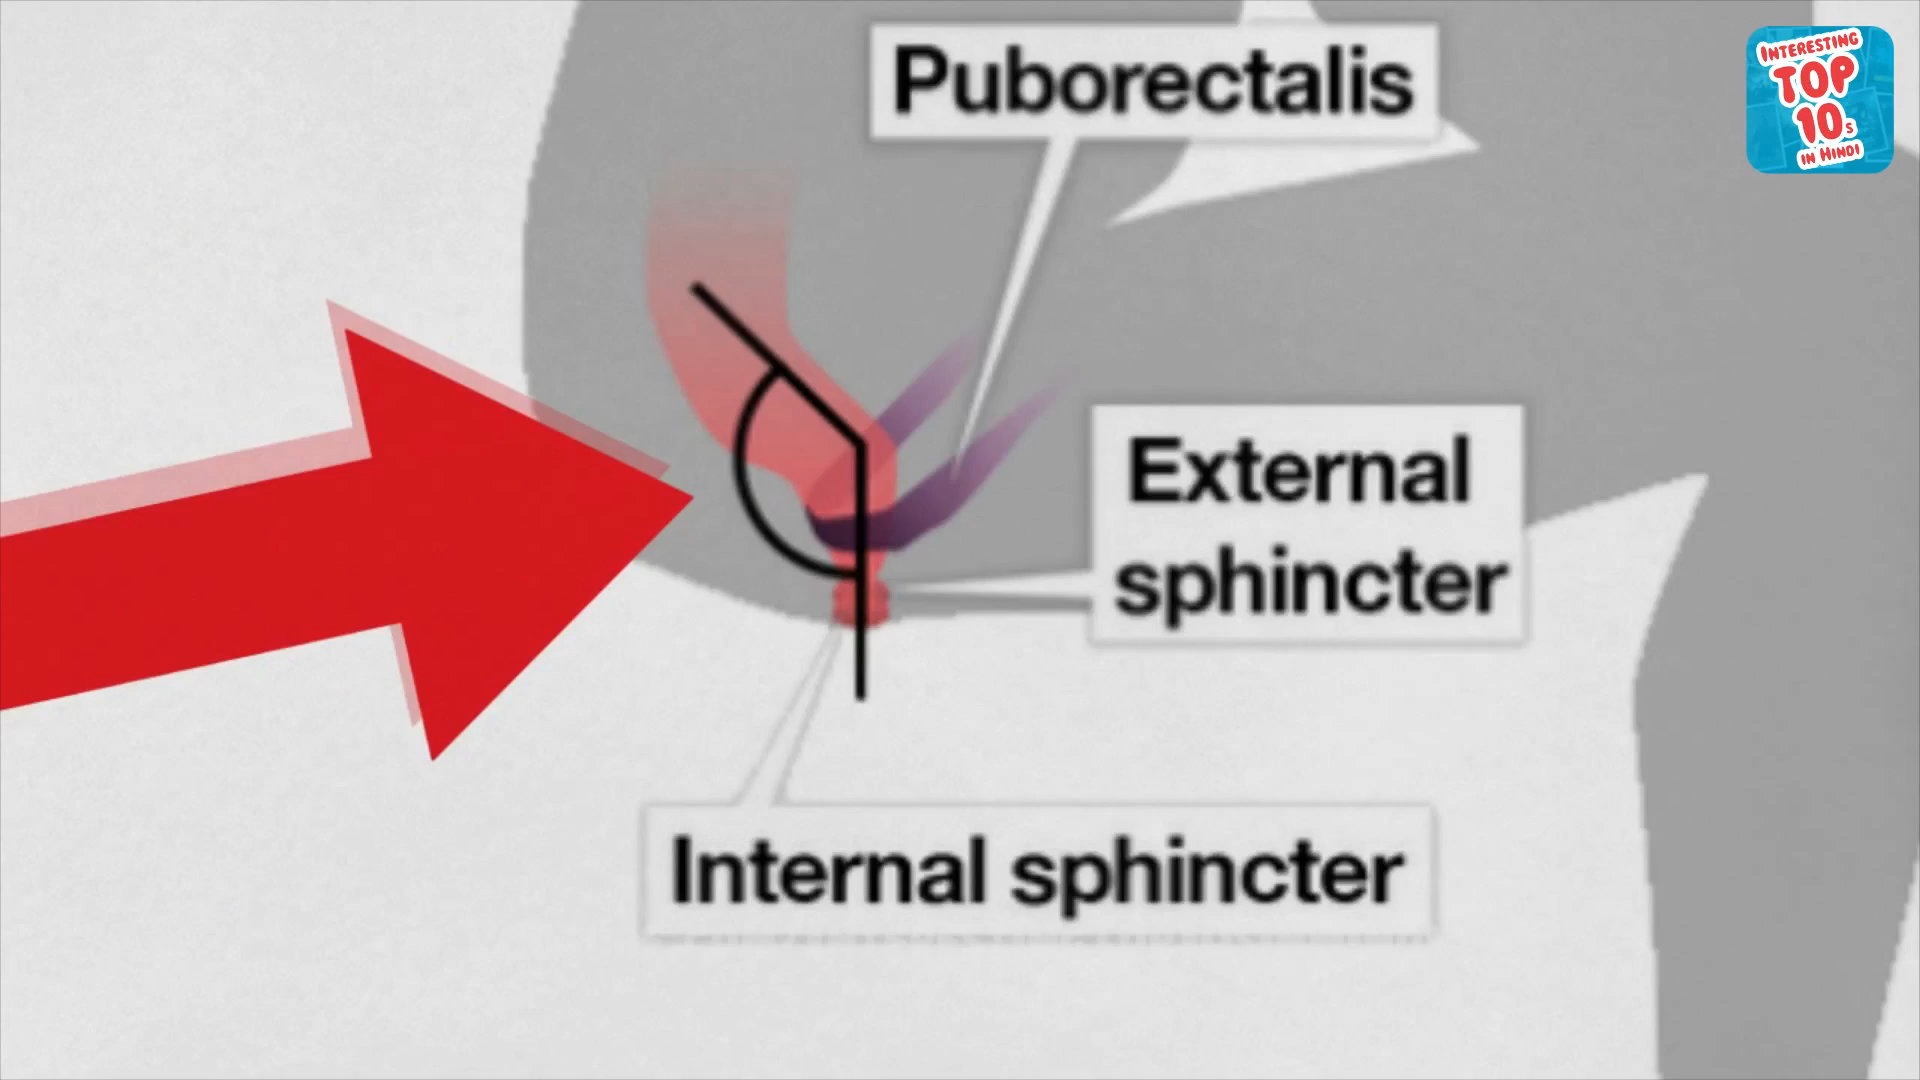 Puborectalis
INTERESTING
TOP
10s
IN HINDI
External
sphincter
Internal sphincter